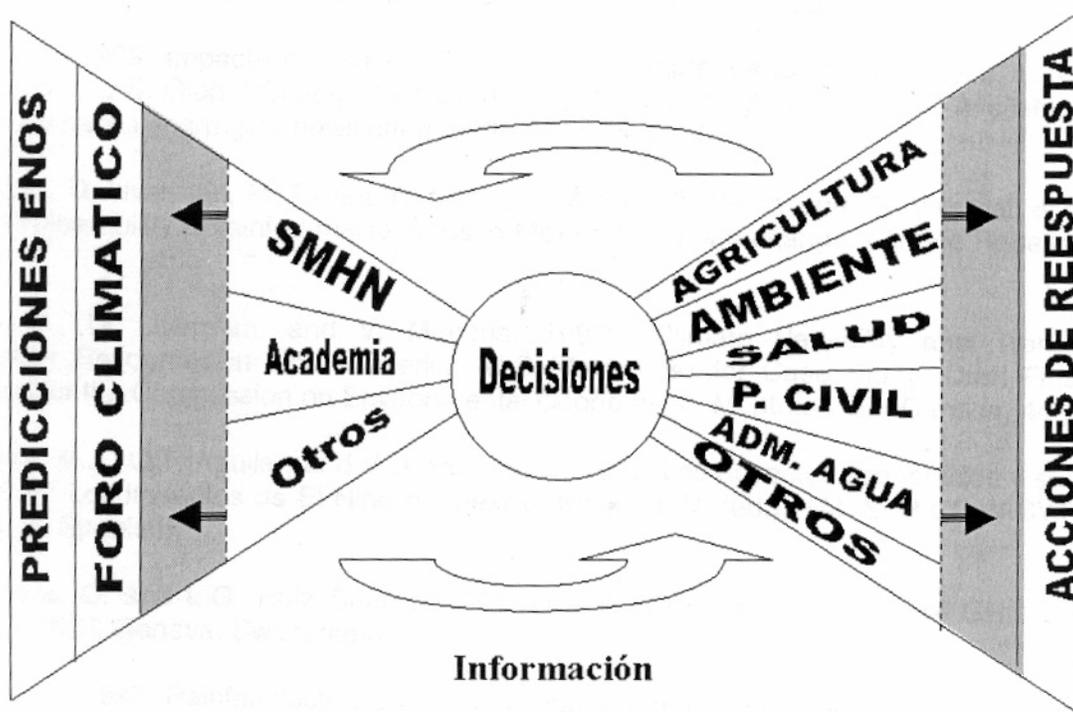 PREDICCIONES ENOS
FORO CLIMATICO
SMHN
Academia
Otros
Decisiones
AGRICULTURA
AMBIENTE
SALUD
P. CIVIL
ADM. AGUA
OTROS
ACCIONES DE REESPUESTA
Información